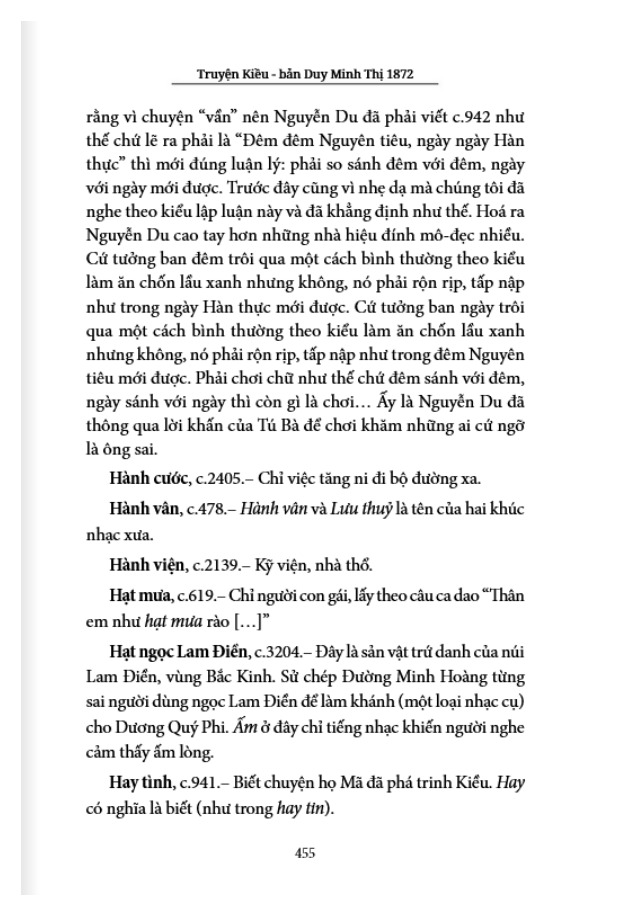 Truyện Kiều - bản Duy Minh Thị 1872
rằng vì chuyện “vần” nên Nguyễn Du đã phải viết c.942 như
thế chứ lẽ ra phải là “Đêm đêm Nguyên tiêu, ngày ngày Hàn
thực” thì mới đúng luận lý: phải so sánh đêm với đêm, ngày
với ngày mới được. Trước đây cũng vì nhẹ dạ mà chúng tôi đã
nghe theo kiểu lập luận này và đã khẳng định như thế. Hoá ra
Nguyễn Du cao tay hơn những nhà hiệu đính mô-đẹc nhiều.
Cứ tưởng ban đêm trôi qua một cách bình thường theo kiểu
làm ăn chốn lầu xanh nhưng không, nó phải rộn rịp, tấp nập
như trong ngày Hàn thực mới được. Cứ tưởng ban ngày trôi
qua một cách bình thường theo kiểu làm ăn chốn lầu xanh
nhưng không, nó phải rộn rịp, tấp nập như trong đêm Nguyên
tiêu mới được. Phải chơi chữ như thế chứ đêm sánh với đêm,
ngày sánh với ngày thì còn gì là chơi… Ấy là Nguyễn Du đã
thông qua lời khấn của Tú Bà để chơi khăm những ai cứ ngỡ
là ông sai.
Hành cước, c.2405.– Chỉ việc tăng ni đi bộ đường xa.
Hành vân, c.478.– Hành vân và Lưu thuỷ là tên của hai khúc
nhạc xưa.
Hành viện, c.2139.– Kỹ viện, nhà thổ.
Hạt mưa, c.619.– Chỉ người con gái, lấy theo câu ca dao “Thân
em như hạt mưa rào […]”
Hạt ngọc Lam Điền, c.3204.– Đây là sản vật trứ danh của núi
Lam Điền, vùng Bắc Kinh. Sử chép Đường Minh Hoàng từng
sai người dùng ngọc Lam Điền để làm khánh (một loại nhạc cụ)
cho Dương Quý Phi. Ấm ở đây chỉ tiếng nhạc khiến người nghe
cảm thấy ấm lòng.
Hay tình, c.941.– Biết chuyện họ Mã đã phá trinh Kiều. Hay
có nghĩa là biết (như trong hay tin).
455